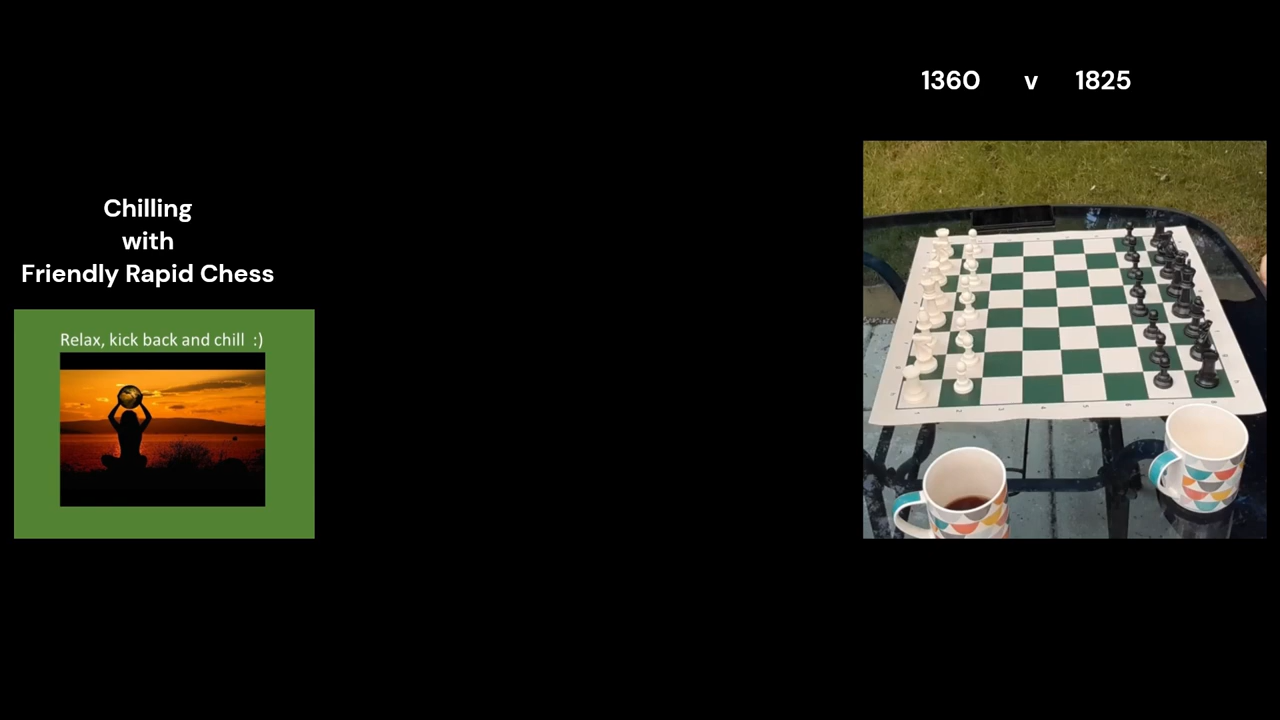 Chilling
with
Friendly Rapid Chess
Relax, kick back and chill :)
1360 v 1825